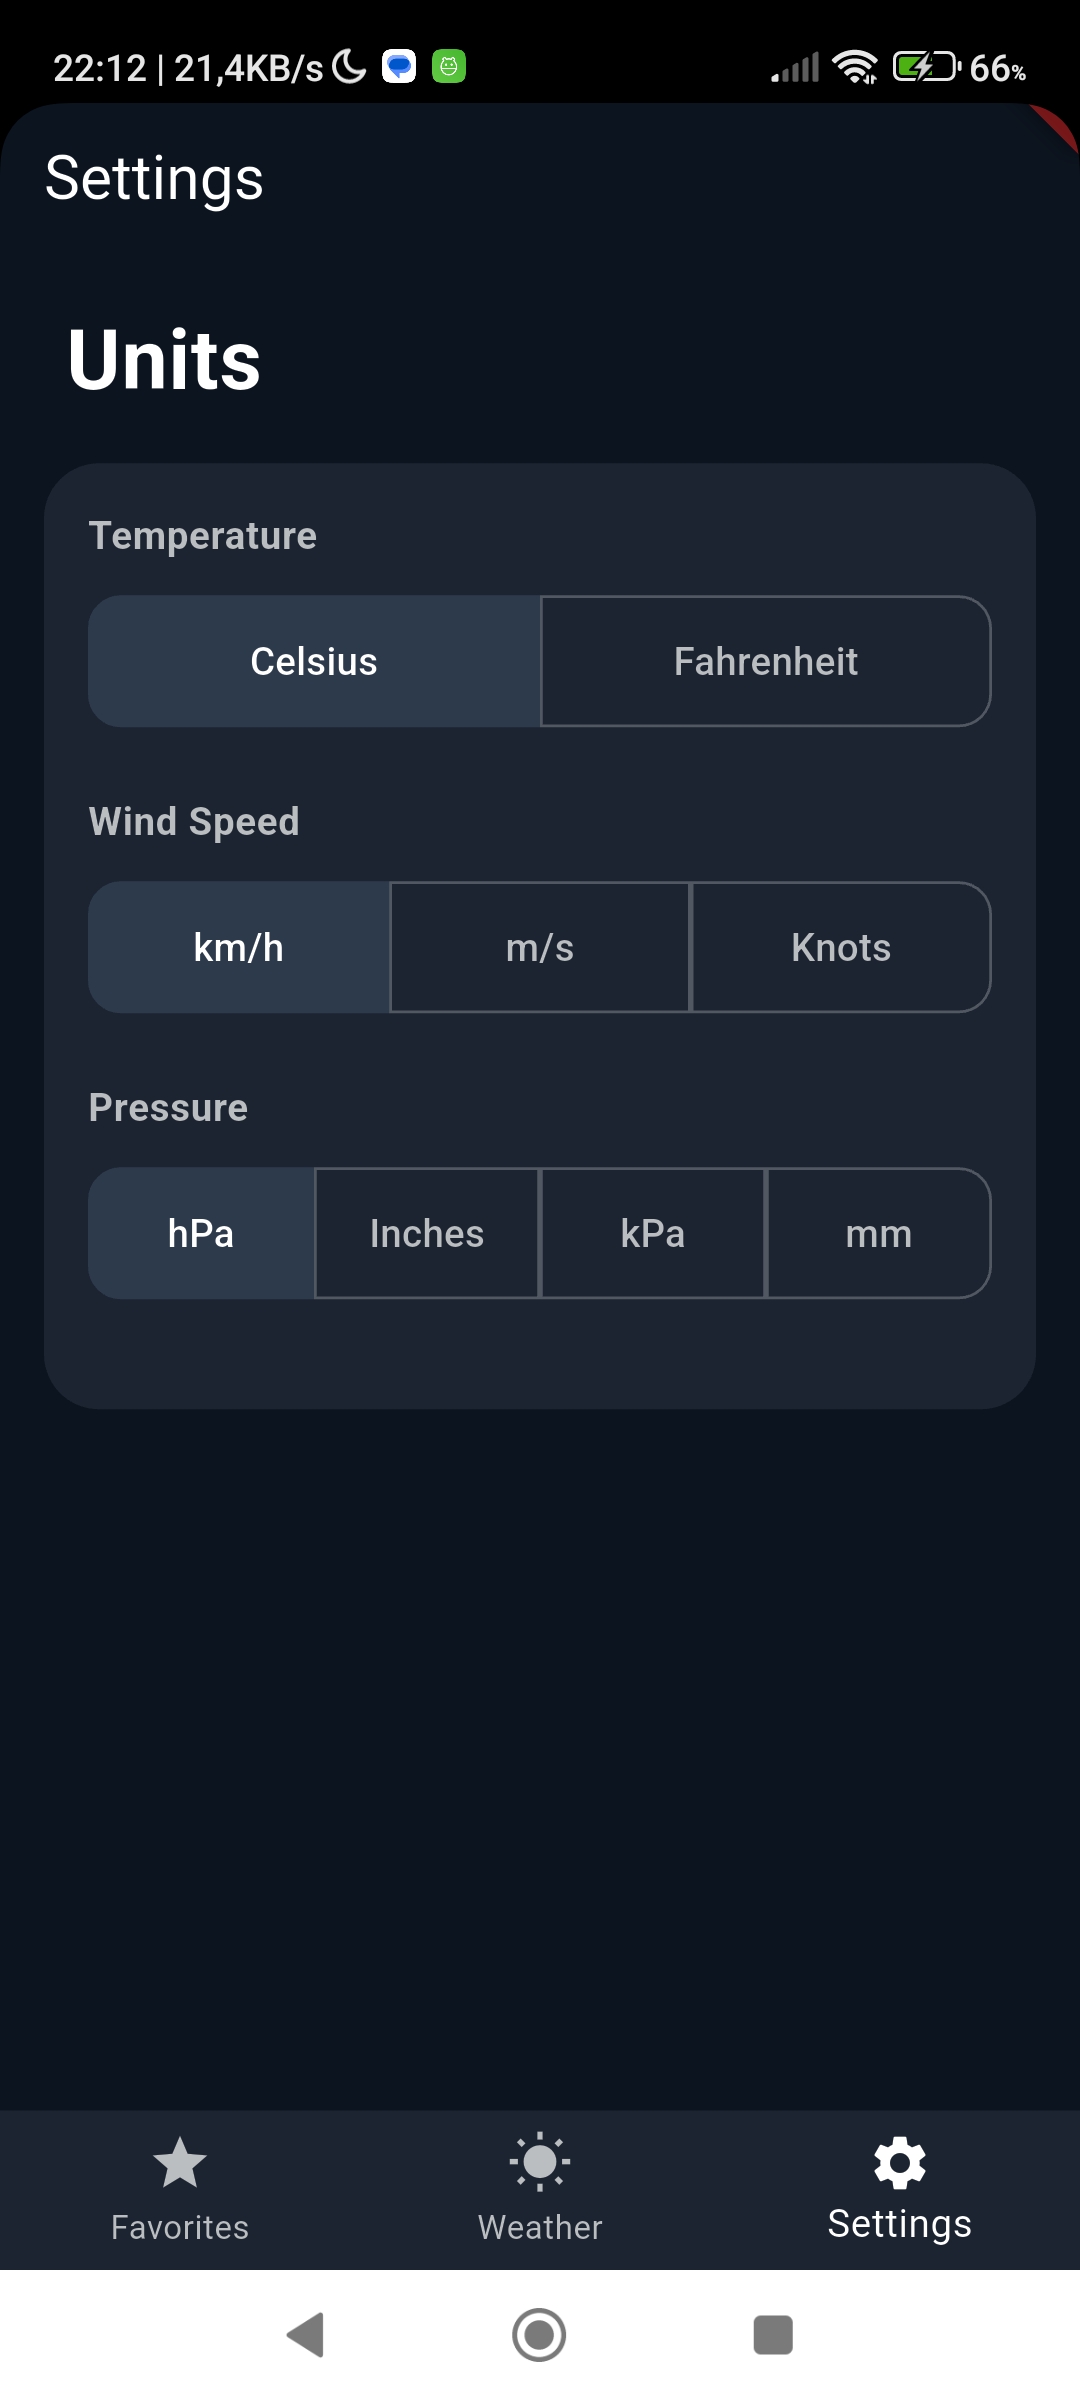 22:12 | 21,4KB/s 66%
Settings
Units
Temperature
Celsius Fahrenheit
Wind Speed
km/h m/s Knots
Pressure
hPa Inches kPa mm
Favorites Weather Settings